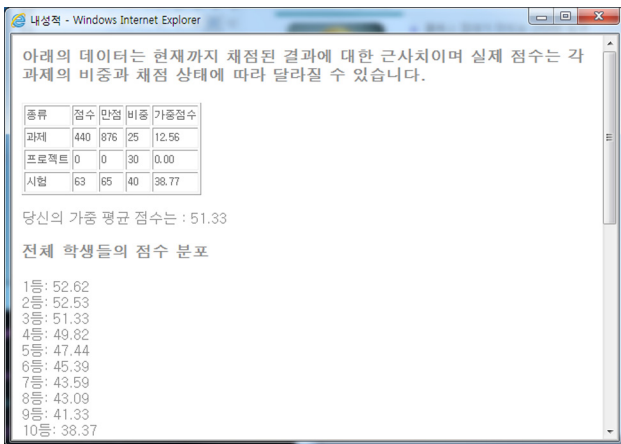 내성적 - Windows Internet Explorer
아래의 데이터는 현재까지 채점된 결과에 대한 근사치이며 실제 점수는 각
과제의 비중과 채점 상태에 따라 달라질 수 있습니다.
종류 점수 만점 비중 가중점수
과제 440 876 25 12.56
프로젝트 0 0 30 0.00
시험 63 65 40 38.77
당신의 가중 평균 점수는 : 51.33
전체 학생들의 점수 분포
1등: 52.62
2등: 52.53
3등: 51.33
4등: 49.82
5등: 47.44
6등: 45.39
7등: 43.59
8등: 43.09
9등: 41.33
10등: 38.37